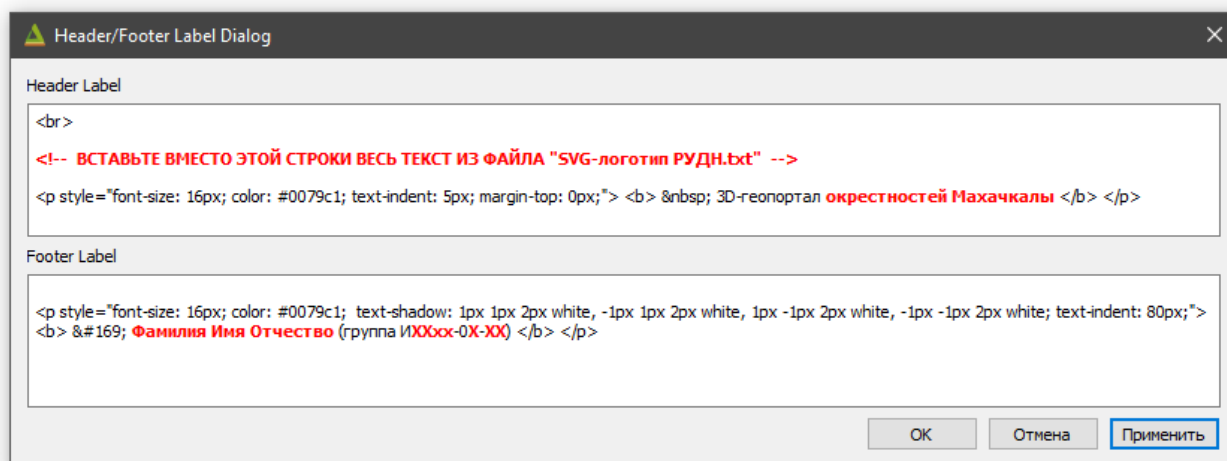 Header/Footer Label Dialog
Header Label
<br>
<!-- ВСТАВЬТЕ ВМЕСТО ЭТОЙ СТРОКИ ВЕСЬ ТЕКСТ ИЗ ФАЙЛА "SVG-логотип РУДН.txt" -->
<p style="font-size: 16px; color: #0079c1; text-indent: 5px; margin-top: 0px;"> <b> &nbsp; 3D-геопортал окрестностей Махачкалы </b> </p>
Footer Label
<p style="font-size: 16px; color: #0079c1; text-shadow: 1px 1px 2px white, -1px 1px 2px white, 1px -1px 2px white, -1px -1px 2px white; text-indent: 80px;">
<b> &#169; Фамилия Имя Отчество (группа ИXXxx-0X-XX) </b> </p>
OK Отмена Применить